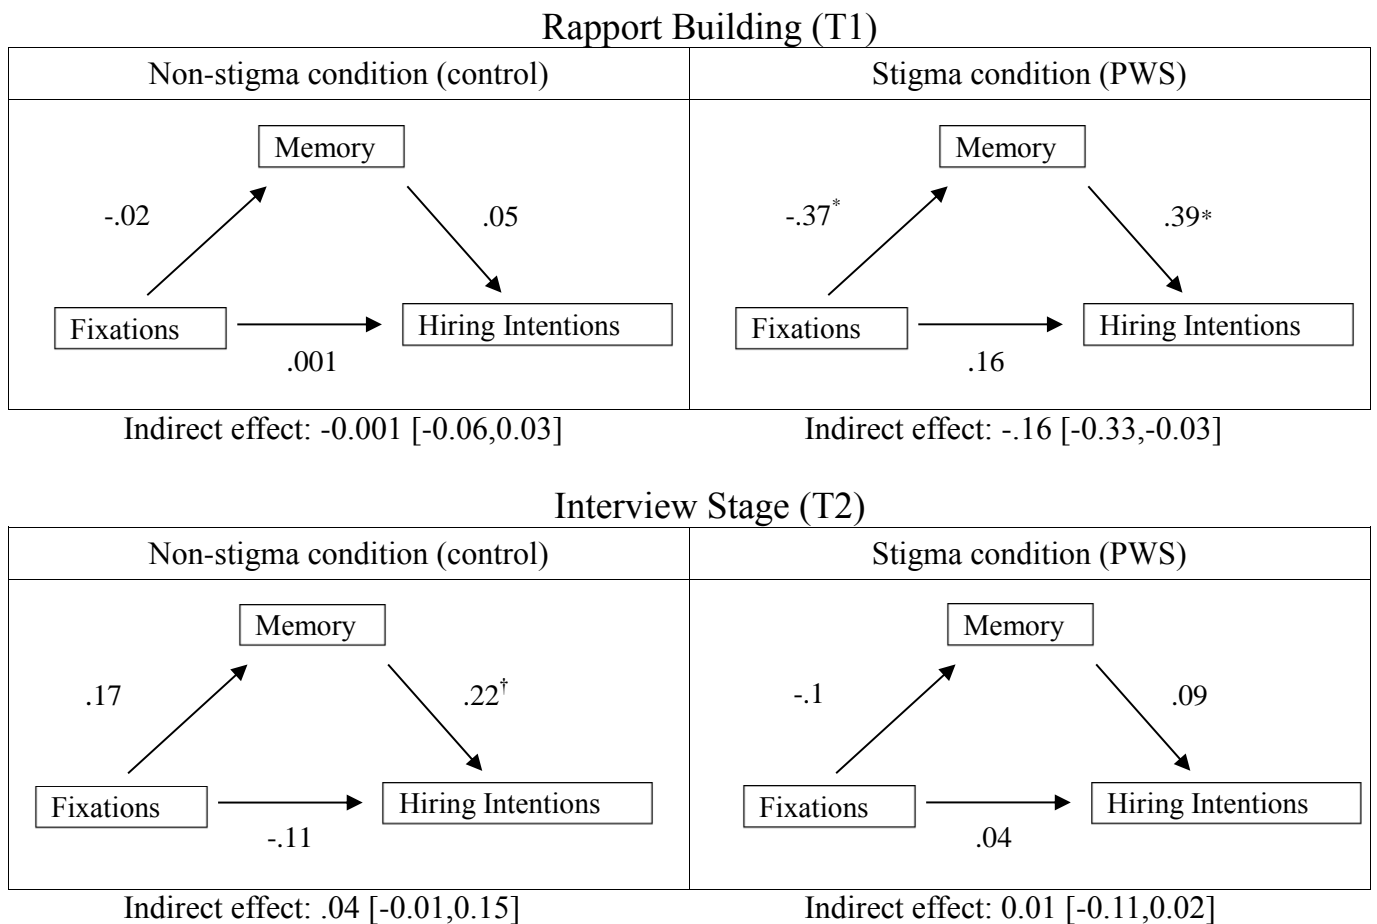 Rapport Building (T1)
Non-stigma condition (control)
Stigma condition (PWS)
Memory
-.02
.05
Fixations
Hiring Intentions
.001
Memory
-.37*
.39*
Fixations
Hiring Intentions
.16
Indirect effect: -0.001 [-0.06,0.03]
Indirect effect: -.16 [-0.33,-0.03]
Interview Stage (T2)
Non-stigma condition (control)
Stigma condition (PWS)
Memory
.17
.22†
Fixations
Hiring Intentions
-.11
Memory
-.1
.09
Fixations
Hiring Intentions
.04
Indirect effect: .04 [-0.01,0.15]
Indirect effect: 0.01 [-0.11,0.02]